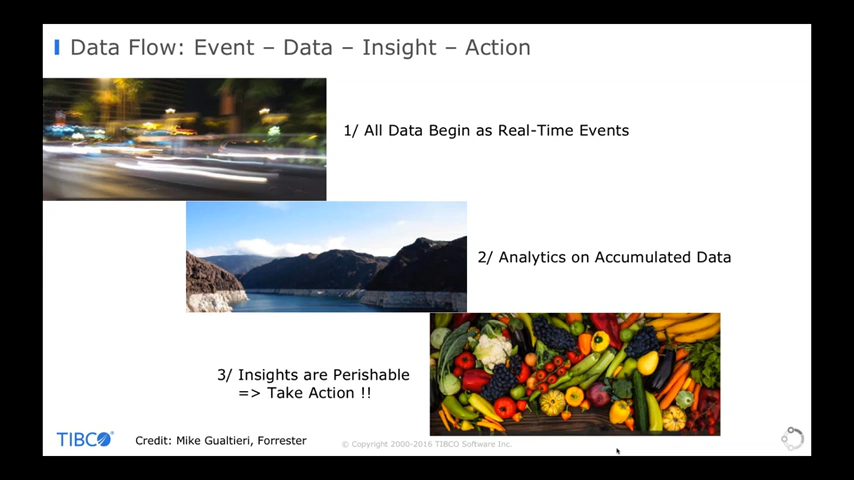 Data Flow: Event – Data – Insight – Action
1/ All Data Begin as Real-Time Events
2/ Analytics on Accumulated Data
3/ Insights are Perishable
=> Take Action !!
TIBCO®
Credit: Mike Gualtieri, Forrester
© Copyright 2000-2016 TIBCO Software Inc.